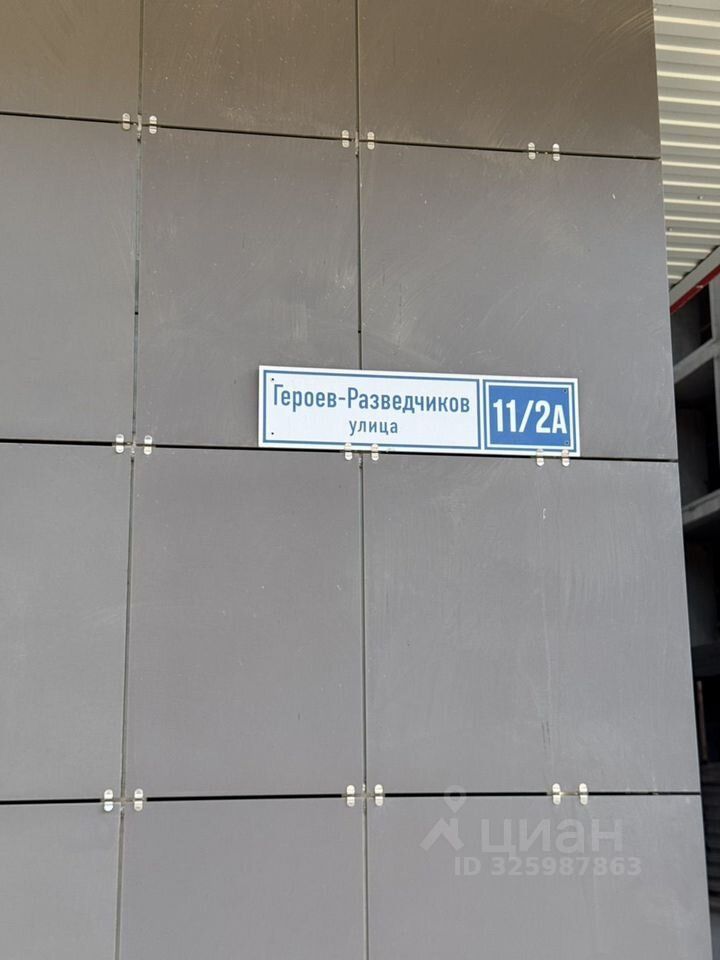 Героев-Разведчиков
улица
11/2А
циан
ID 325987863